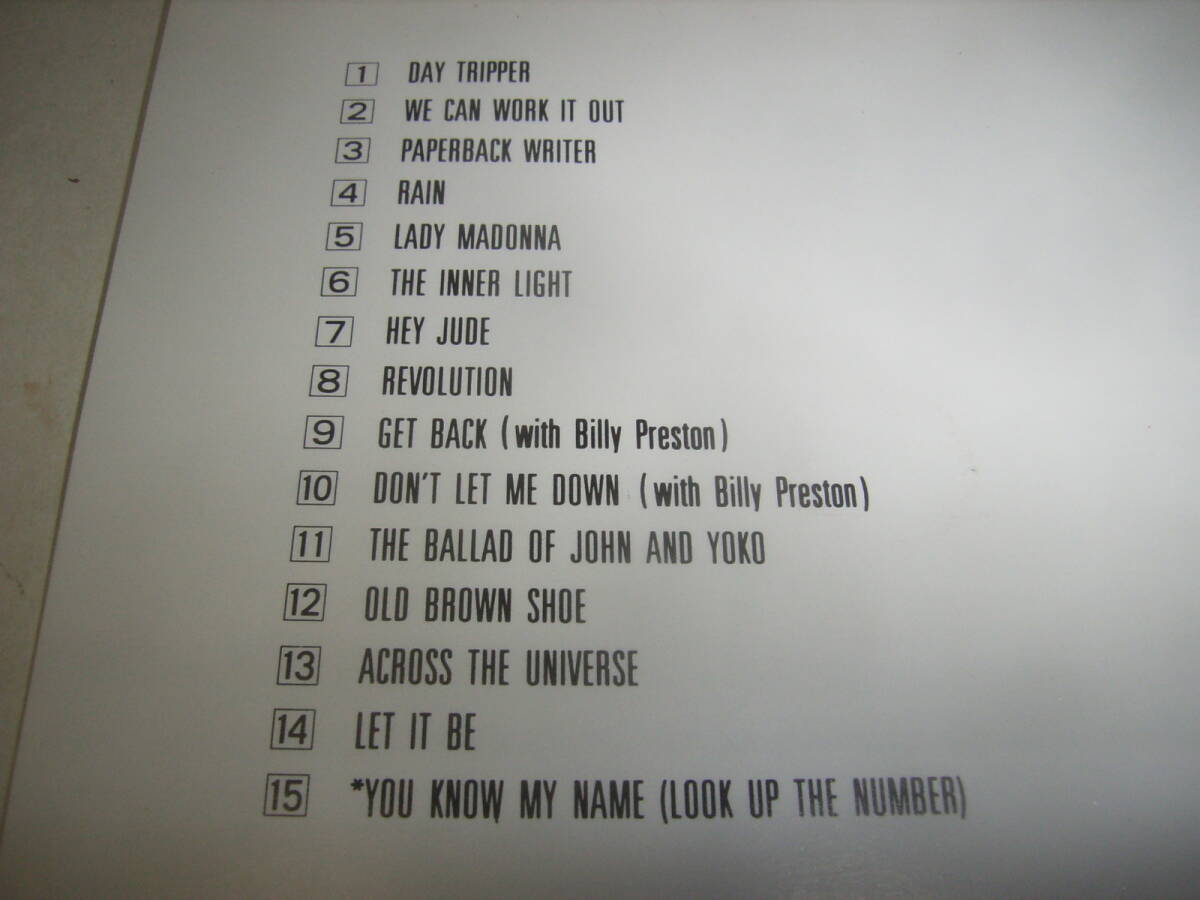 1 DAY TRIPPER
2 WE CAN WORK IT OUT
3 PAPERBACK WRITER
4 RAIN
5 LADY MADONNA
6 THE INNER LIGHT
7 HEY JUDE
8 REVOLUTION
9 GET BACK (with Billy Preston)
10 DON'T LET ME DOWN (with Billy Preston)
11 THE BALLAD OF JOHN AND YOKO
12 OLD BROWN SHOE
13 ACROSS THE UNIVERSE
14 LET IT BE
15 *YOU KNOW MY NAME (LOOK UP THE NUMBER)